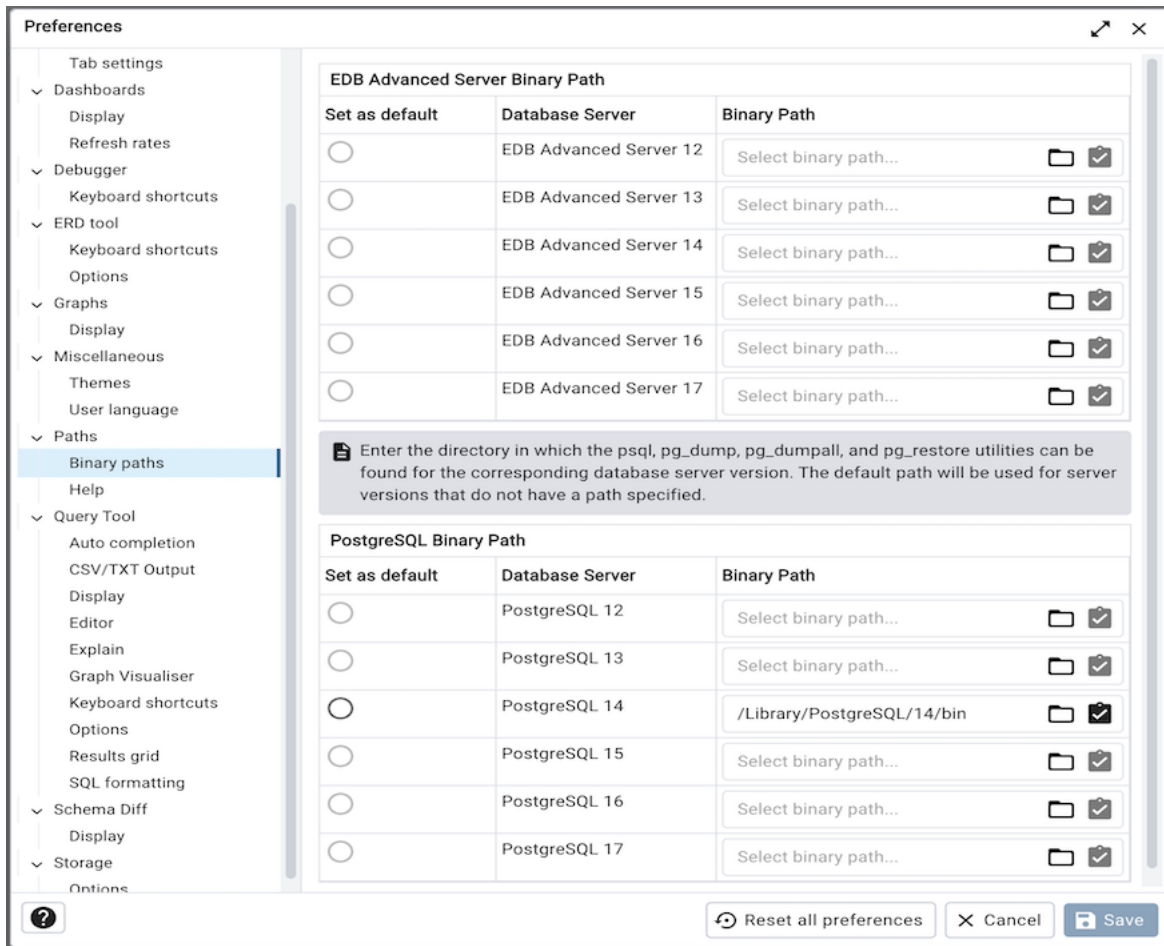 Preferences
Tab settings
Dashboards
Display
Refresh rates
Debugger
Keyboard shortcuts
ERD tool
Keyboard shortcuts
Options
Graphs
Display
Miscellaneous
Themes
User language
Paths
Binary paths
Help
Query Tool
Auto completion
CSV/TXT Output
Display
Editor
Explain
Graph Visualiser
Keyboard shortcuts
Options
Results grid
SQL formatting
Schema Diff
Display
Storage
Options
EDB Advanced Server Binary Path
Set as default Database Server Binary Path
EDB Advanced Server 12 Select binary path...
EDB Advanced Server 13 Select binary path...
EDB Advanced Server 14 Select binary path...
EDB Advanced Server 15 Select binary path...
EDB Advanced Server 16 Select binary path...
EDB Advanced Server 17 Select binary path...
Enter the directory in which the psql, pg_dump, pg_dumpall, and pg_restore utilities can be
found for the corresponding database server version. The default path will be used for server
versions that do not have a path specified.
PostgreSQL Binary Path
Set as default Database Server Binary Path
PostgreSQL 12 Select binary path...
PostgreSQL 13 Select binary path...
PostgreSQL 14 /Library/PostgreSQL/14/bin
PostgreSQL 15 Select binary path...
PostgreSQL 16 Select binary path...
PostgreSQL 17 Select binary path...
? Reset all preferences Cancel Save